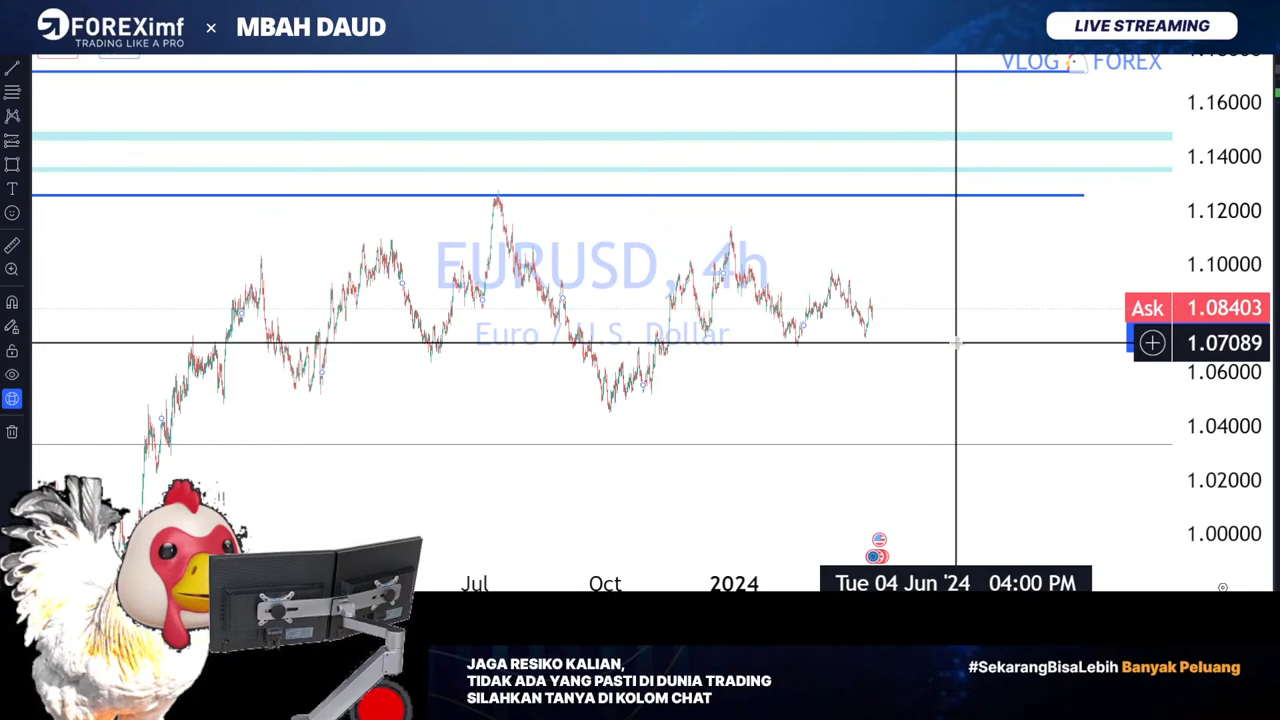 FOREXimf
TRADING LIKE A PRO
×
MBAH DAUD
LIVE STREAMING
VLOG FOREX
1.16000
1.14000
1.12000
1.10000
EURUSD, 4h
Euro / U.S. Dollar
Ask 1.08403
1.07089
1.06000
1.04000
1.02000
1.00000
Jul
Oct
2024
Tue 04 Jun '24 04:00 PM
JAGA RESIKO KALIAN,
TIDAK ADA YANG PASTI DI DUNIA TRADING
SILAHKAN TANYA DI KOLOM CHAT
#SekarangBisaLebih Banyak Peluang